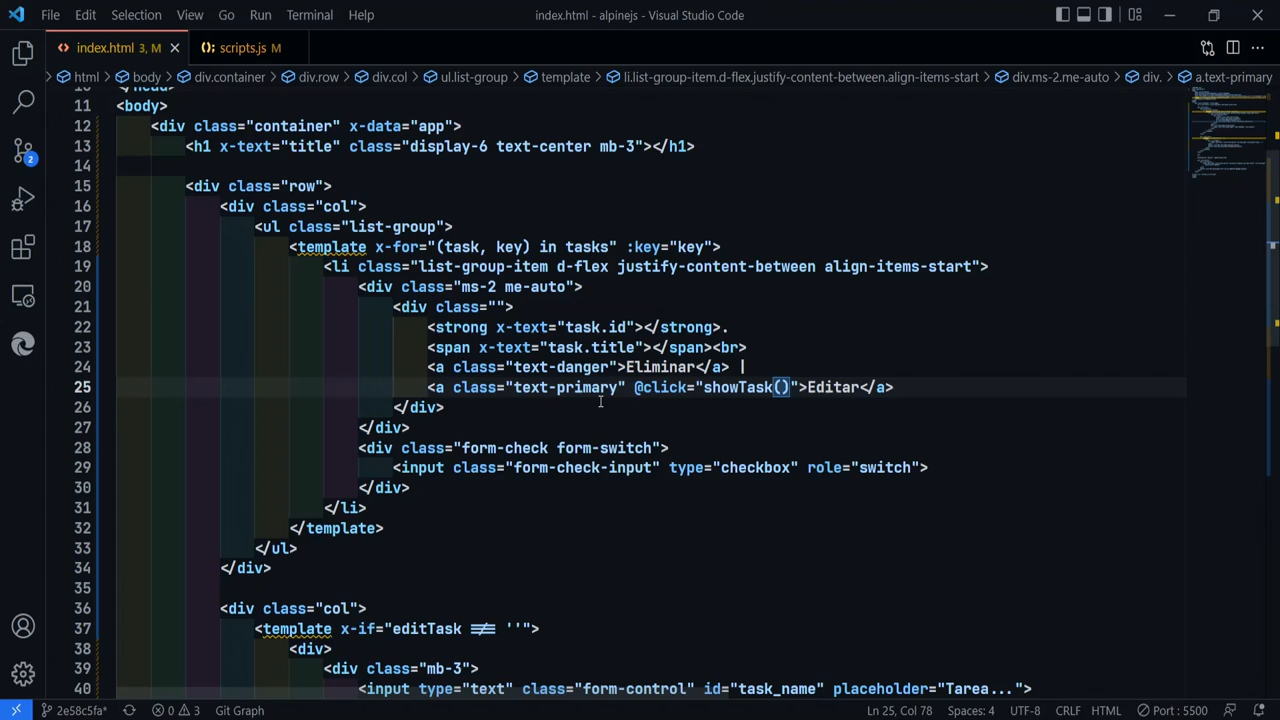 File Edit Selection View Go Run Terminal Help
index.html - alpinejs - Visual Studio Code
index.html 3, M
scripts.js M
html body div.container div.row div.col ul.list-group template li.list-group-item.d-flex.justify-content-between.align-items-start div.ms-2.me-auto div. a.text-primary
11 <body>
12 <div class="container" x-data="app">
13 <h1 x-text="title" class="display-6 text-center mb-3"></h1>
14
15 <div class="row">
16 <div class="col">
17 <ul class="list-group">
18 <template x-for="(task, key) in tasks" :key="key">
19 <li class="list-group-item d-flex justify-content-between align-items-start">
20 <div class="ms-2 me-auto">
21 <div class="">
22 <strong x-text="task.id"></strong>.
23 <span x-text="task.title"></span><br>
24 <a class="text-danger">Eliminar</a> |
25 <a class="text-primary" @click="showTask()">Editar</a>
26 </div>
27 </div>
28 <div class="form-check form-switch">
29 <input class="form-check-input" type="checkbox" role="switch">
30 </div>
31 </li>
32 </template>
33 </ul>
34 </div>
35
36 <div class="col">
37 <template x-if="editTask !== ''">
38 <div>
39 <div class="mb-3">
40 <input type="text" class="form-control" id="task_name" placeholder="Tarea...">
2
2e58c5fa* 0 3 Git Graph
Ln 25, Col 78 Spaces: 4 UTF-8 CRLF HTML Port : 5500